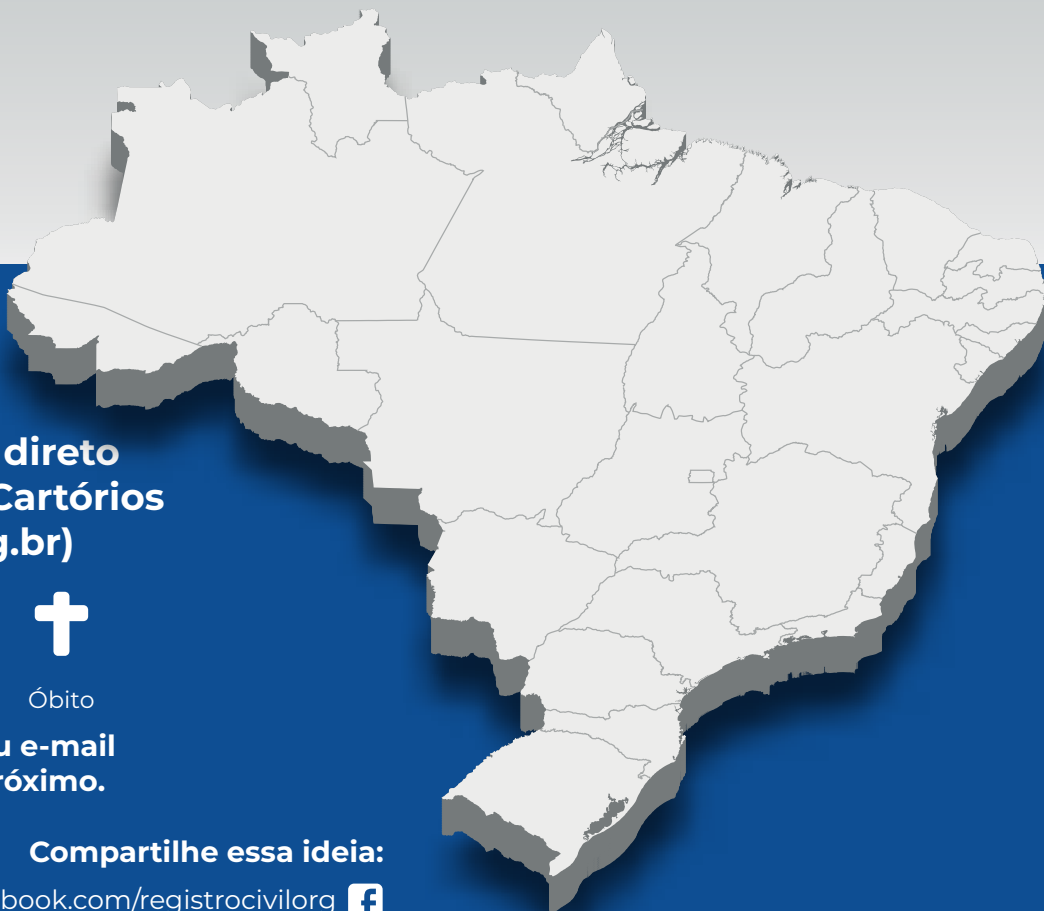 direto
Cartórios
g.br)
Óbito
u e-mail
róximo.
Compartilhe essa ideia:
book.com/registrocivilorg